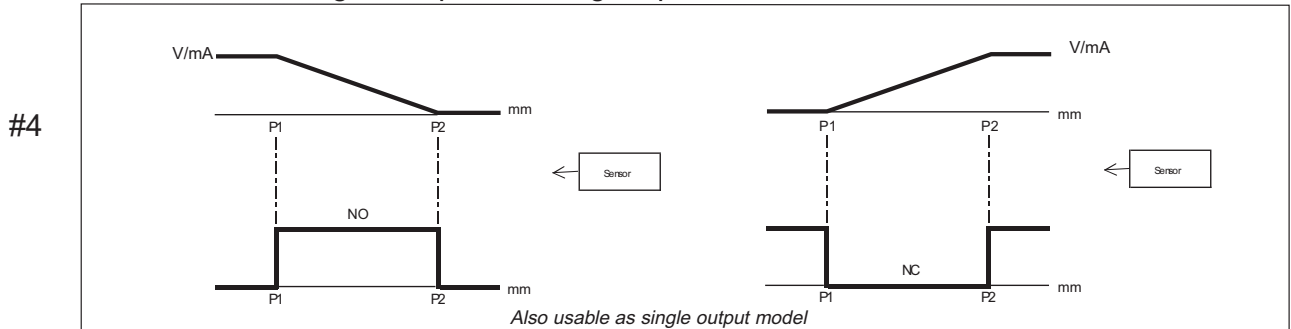 #4
V/mA
P1
P2
mm
Sensor
NO
P1
P2
mm
V/mA
P1
P2
mm
Sensor
NC
P1
P2
mm
Also usable as single output model